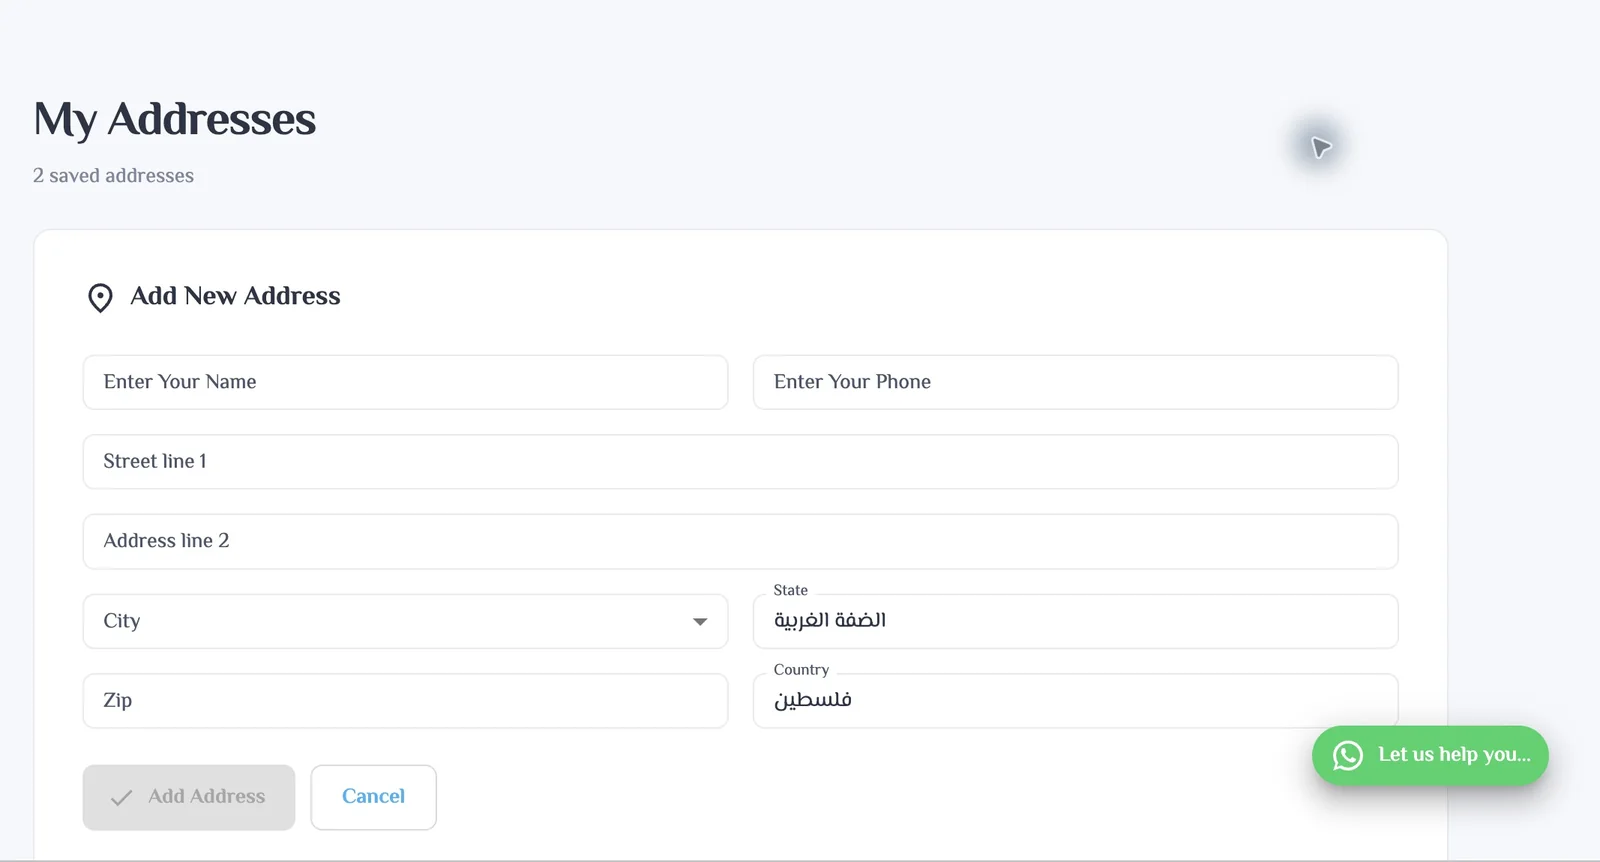 My Addresses
2 saved addresses
Add New Address
Enter Your Name
Enter Your Phone
Street line 1
Address line 2
City
State
الضفة الغربية
Zip
Country
فلسطين
Let us help you...
Add Address
Cancel